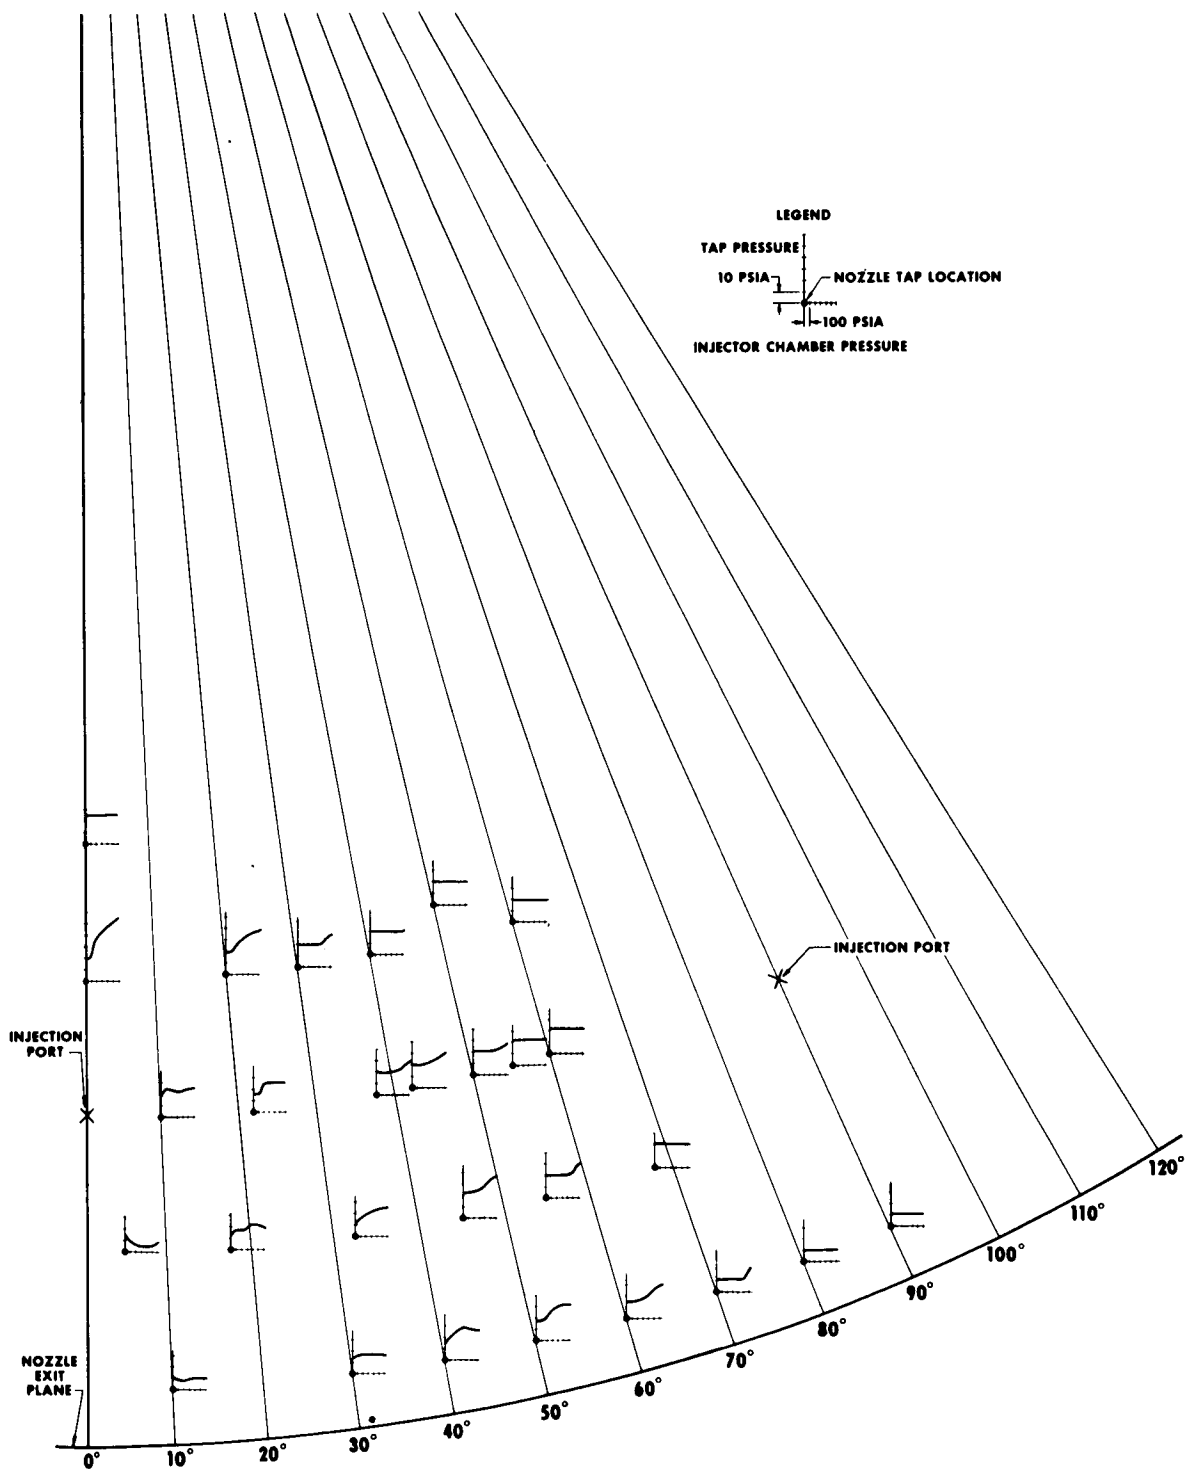 LEGEND
TAP PRESSURE
10 PSIA
NOZZLE TAP LOCATION
100 PSIA
INJECTOR CHAMBER PRESSURE
INJECTION PORT
INJECTION
PORT
NOZZLE
EXIT
PLANE
0°
10°
20°
30°
40°
50°
60°
70°
80°
90°
100°
110°
120°